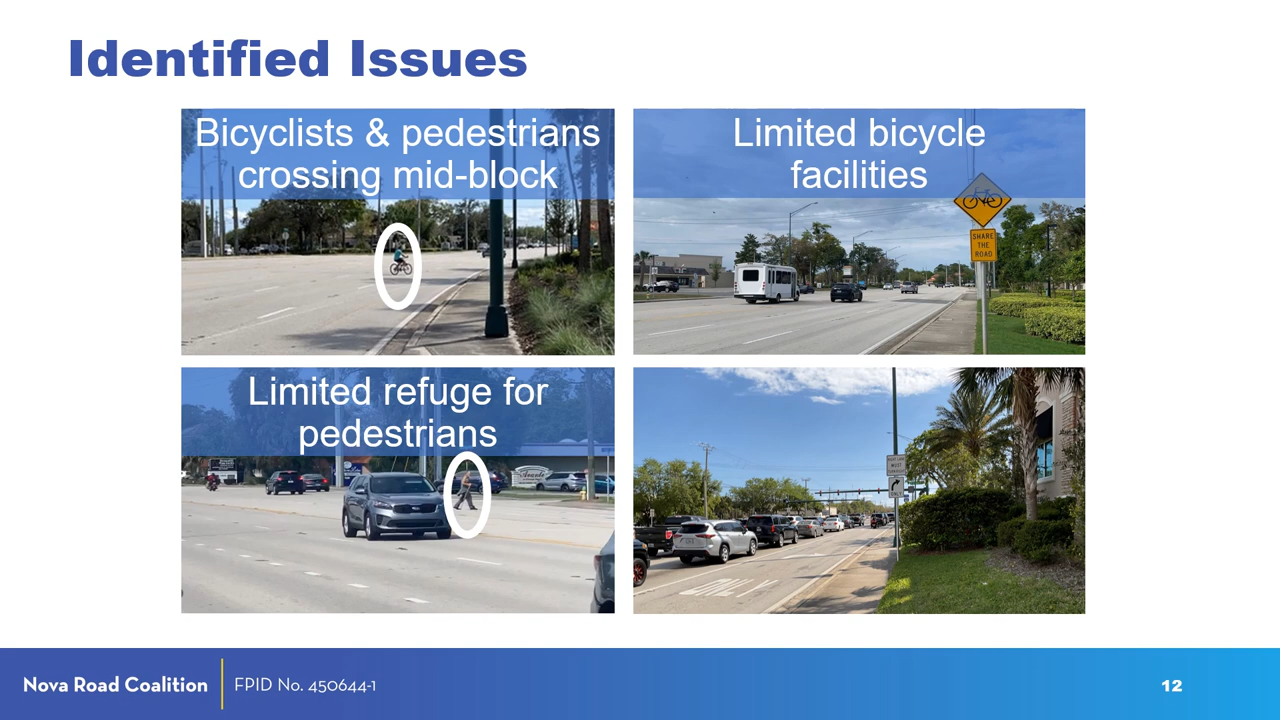 Identified Issues
Bicyclists & pedestrians
crossing mid-block
Limited bicycle
facilities
SHARE
THE
ROAD
Limited refuge for
pedestrians
ONLY
Nova Road Coalition
FPID No. 450644-1
12